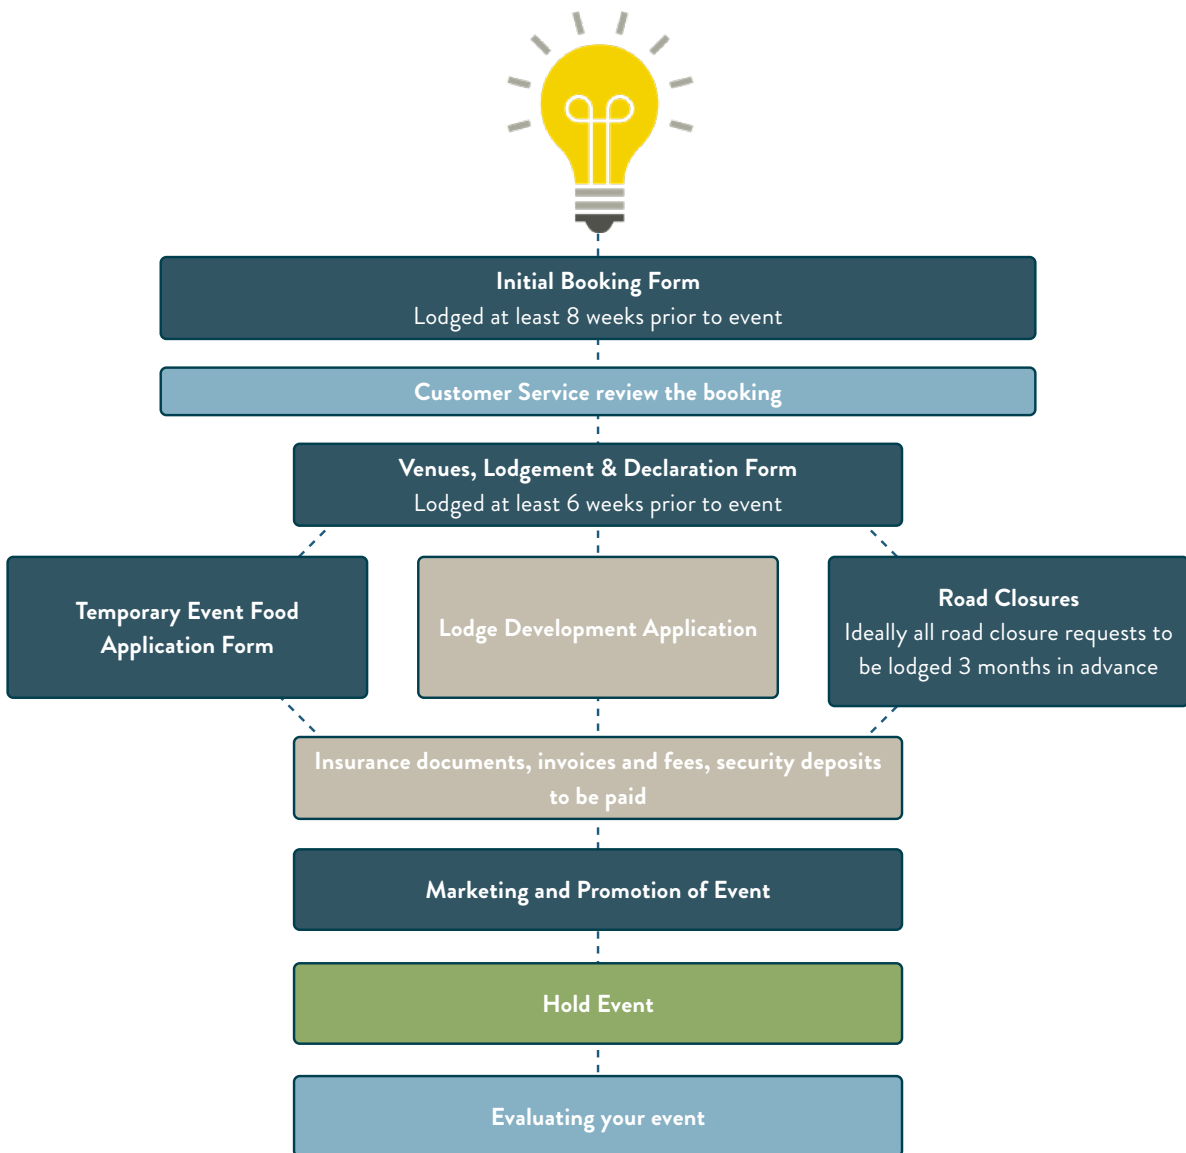 Initial Booking Form
Lodged at least 8 weeks prior to event
Customer Service review the booking
Venues, Lodgement & Declaration Form
Lodged at least 6 weeks prior to event
Temporary Event Food
Application Form
Lodge Development Application
Road Closures
Ideally all road closure requests to
be lodged 3 months in advance
Insurance documents, invoices and fees, security deposits
to be paid
Marketing and Promotion of Event
Hold Event
Evaluating your event